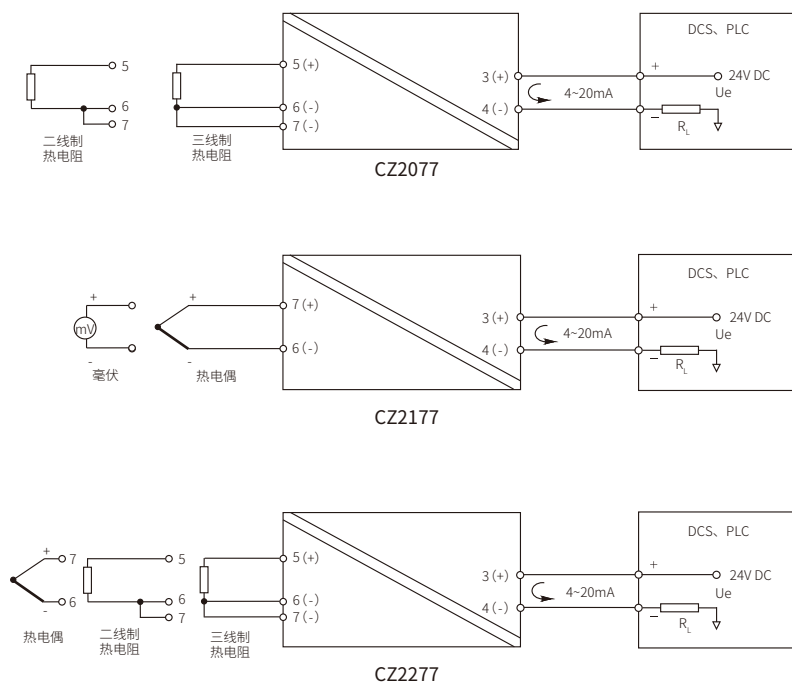 DCS、PLC
5
5(+)
3(+)
+
24V DC
6
6(-)
4~20mA
Ue
7
7(-)
4(-)
−
RL
二线制
热电阻
三线制
热电阻
CZ2077
DCS、PLC
+
+
7(+)
3(+)
+
24V DC
mV
4~20mA
Ue
6(-)
4(-)
-
-
−
RL
毫伏
热电偶
CZ2177
DCS、PLC
+
7
5
5(+)
3(+)
+
24V DC
4~20mA
Ue
6
6
6(-)
4(-)
-
7
7(-)
−
RL
热电偶
二线制
热电阻
三线制
热电阻
CZ2277